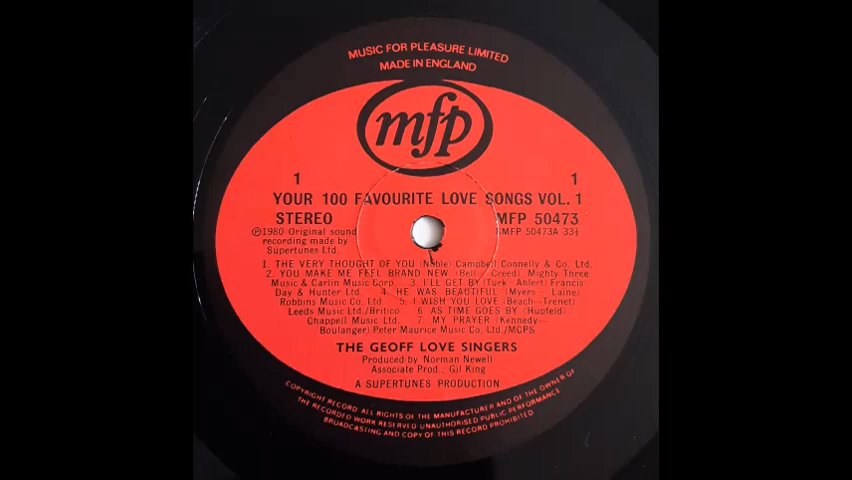 MUSIC FOR PLEASURE LIMITED
MADE IN ENGLAND
mfp
1 1
YOUR 100 FAVOURITE LOVE SONGS VOL. 1
STEREO MFP 50473
℗1980 Original sound SMFP 50473A 33⅓
recording made by
Supertunes Ltd.
1. THE VERY THOUGHT OF YOU (Noble) Campbell Connelly & Co. Ltd.
2. YOU MAKE ME FEEL BRAND NEW (Bell-Creed) Mighty Three
Music & Carlin Music Corp. 3. I'LL GET BY (Turk-Ahlert) Francis,
Day & Hunter Ltd. 4. HE WAS BEAUTIFUL (Myers-Laine)
Robbins Music Co. Ltd. 5. I WISH YOU LOVE (Beach-Trenet)
Leeds Music Ltd./Britico 6. AS TIME GOES BY (Hupfeld)
Chappell Music Ltd. 7. MY PRAYER (Kennedy-
Boulanger) Peter Maurice Music Co. Ltd./MCPS
THE GEOFF LOVE SINGERS
Produced by Norman Newell
Associate Prod.: Gil King
A SUPERTUNES PRODUCTION
COPYRIGHT RECORD ALL RIGHTS OF THE MANUFACTURER AND OF THE OWNER OF
THE RECORDED WORK RESERVED UNAUTHORISED PUBLIC PERFORMANCE
BROADCASTING AND COPY OF THIS RECORD PROHIBITED